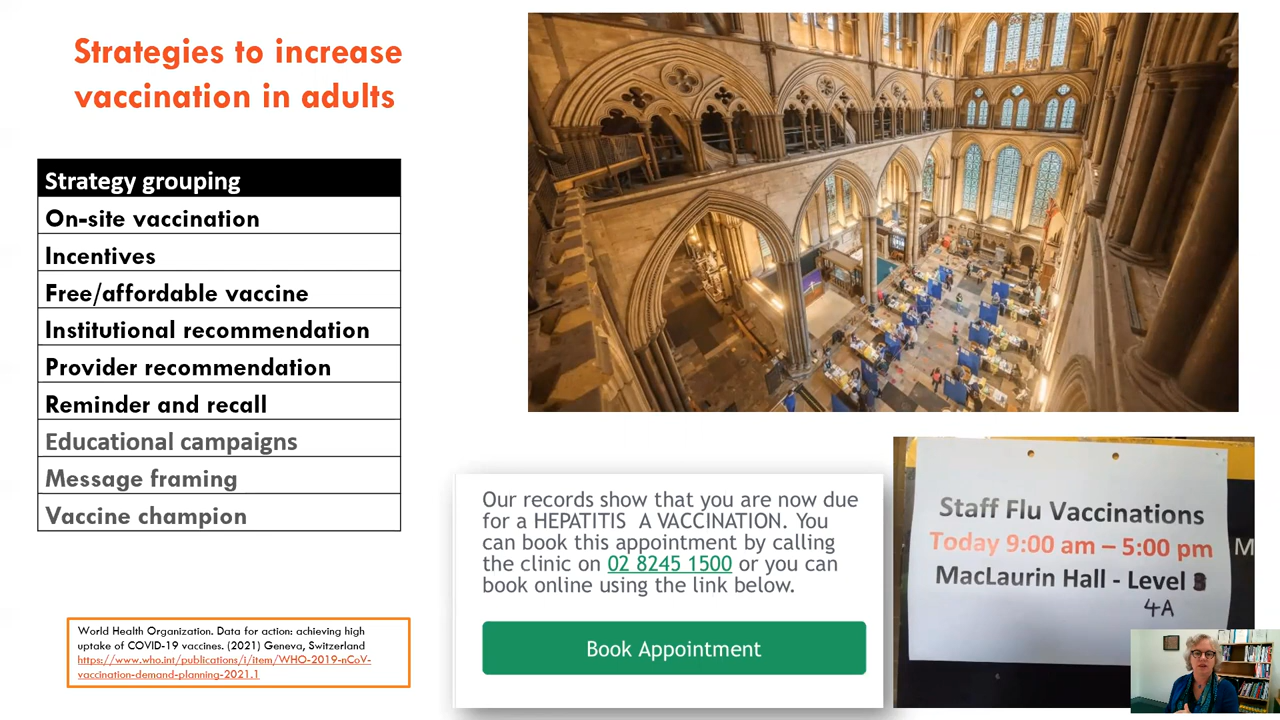 Strategies to increase
vaccination in adults
Strategy grouping
On-site vaccination
Incentives
Free/affordable vaccine
Institutional recommendation
Provider recommendation
Reminder and recall
Educational campaigns
Message framing
Vaccine champion
World Health Organization. Data for action: achieving high
uptake of COVID-19 vaccines. (2021) Geneva, Switzerland
https://www.who.int/publications/i/item/WHO-2019-nCoV-
vaccination-demand-planning-2021.1
Our records show that you are now due
for a HEPATITIS A VACCINATION. You
can book this appointment by calling
the clinic on 02 8245 1500 or you can
book online using the link below.
Book Appointment
Staff Flu Vaccinations
Today 9:00 am – 5:00 pm
MacLaurin Hall - Level
4A
M